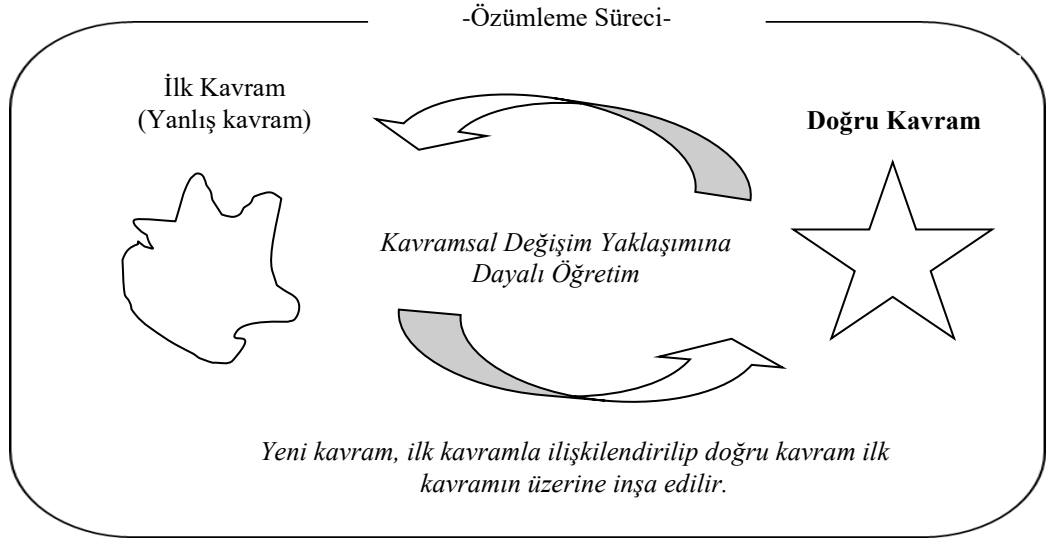 -Özümleme Süreci-
İlk Kavram
(Yanlış kavram)
Doğru Kavram
Kavramsal Değişim Yaklaşımına
Dayalı Öğretim
Yeni kavram, ilk kavramla ilişkilendirilip doğru kavram ilk
kavramın üzerine inşa edilir.